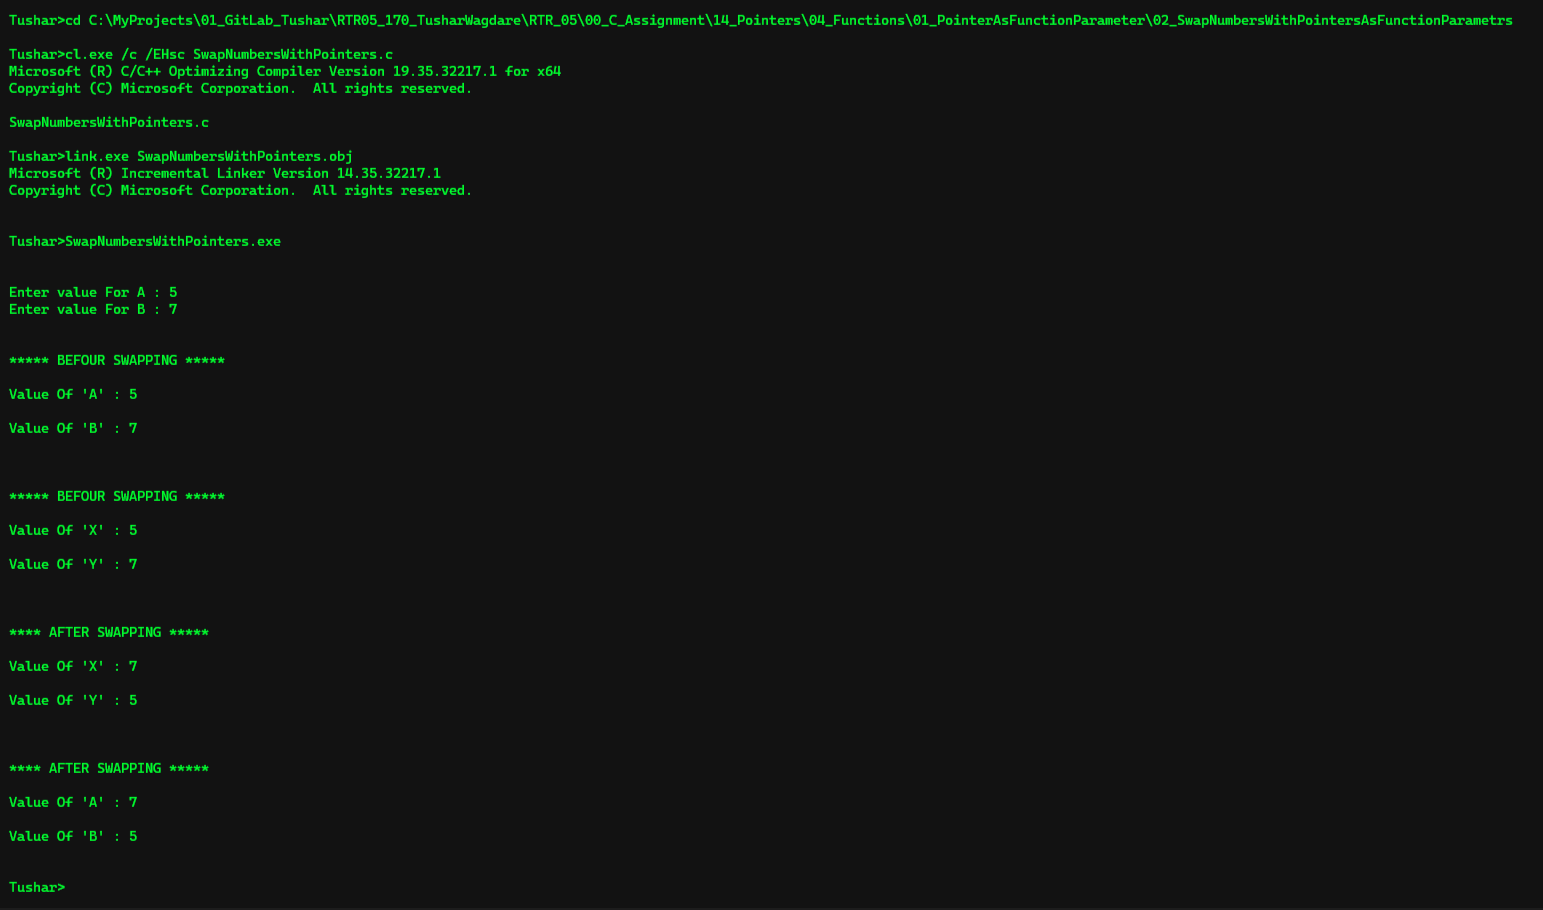 Tushar>cd C:\MyProjects\01_GitLab_Tushar\RTR05_170_TusharWagdare\RTR_05\00_C_Assignment\14_Pointers\04_Functions\01_PointerAsFunctionParameter\02_SwapNumbersWithPointersAsFunctionParametrs
Tushar>cl.exe /c /EHsc SwapNumbersWithPointers.c
Microsoft (R) C/C++ Optimizing Compiler Version 19.35.32217.1 for x64
Copyright (C) Microsoft Corporation.  All rights reserved.
SwapNumbersWithPointers.c
Tushar>link.exe SwapNumbersWithPointers.obj
Microsoft (R) Incremental Linker Version 14.35.32217.1
Copyright (C) Microsoft Corporation.  All rights reserved.
Tushar>SwapNumbersWithPointers.exe
Enter value For A : 5
Enter value For B : 7
***** BEFOUR SWAPPING *****
Value Of 'A' : 5
Value Of 'B' : 7
***** BEFOUR SWAPPING *****
Value Of 'X' : 5
Value Of 'Y' : 7
**** AFTER SWAPPING *****
Value Of 'X' : 7
Value Of 'Y' : 5
**** AFTER SWAPPING *****
Value Of 'A' : 7
Value Of 'B' : 5
Tushar>